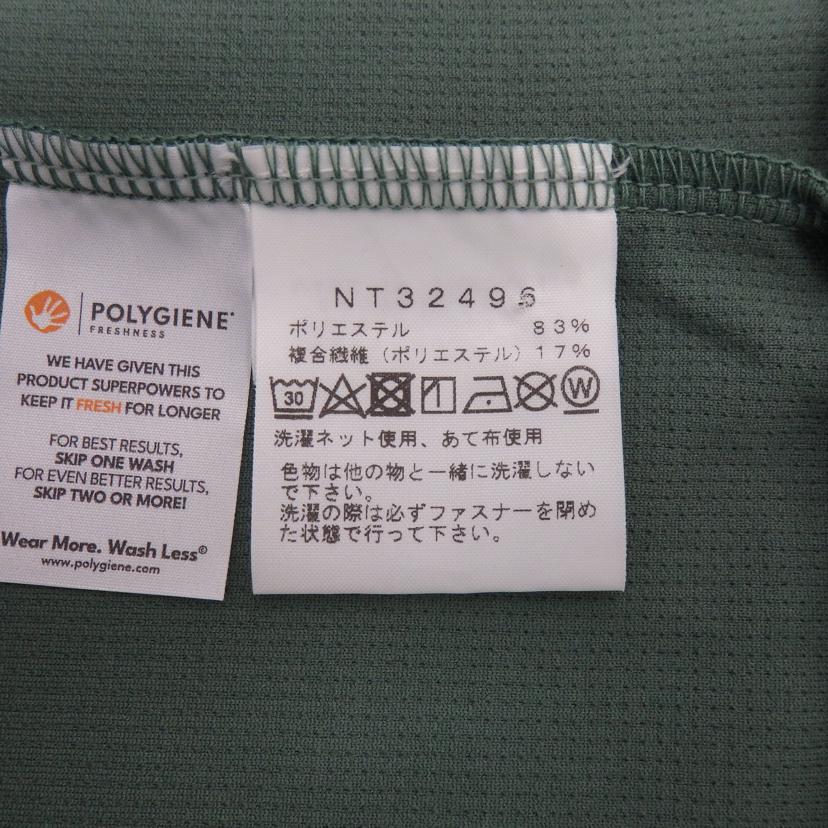 POLYGIENE®
FRESHNESS
WE HAVE GIVEN THIS
PRODUCT SUPERPOWERS TO
KEEP IT FRESH FOR LONGER
FOR BEST RESULTS,
SKIP ONE WASH
FOR EVEN BETTER RESULTS,
SKIP TWO OR MORE!
Wear More. Wash Less©
www.polygiene.com
NT32496
ポリエステル 83%
複合繊維(ポリエステル)17%
30 W
洗濯ネット使用、あて布使用
色物は他の物と一緒に洗濯しない
で下さい。
洗濯の際は必ずファスナーを閉め
た状態で行って下さい。